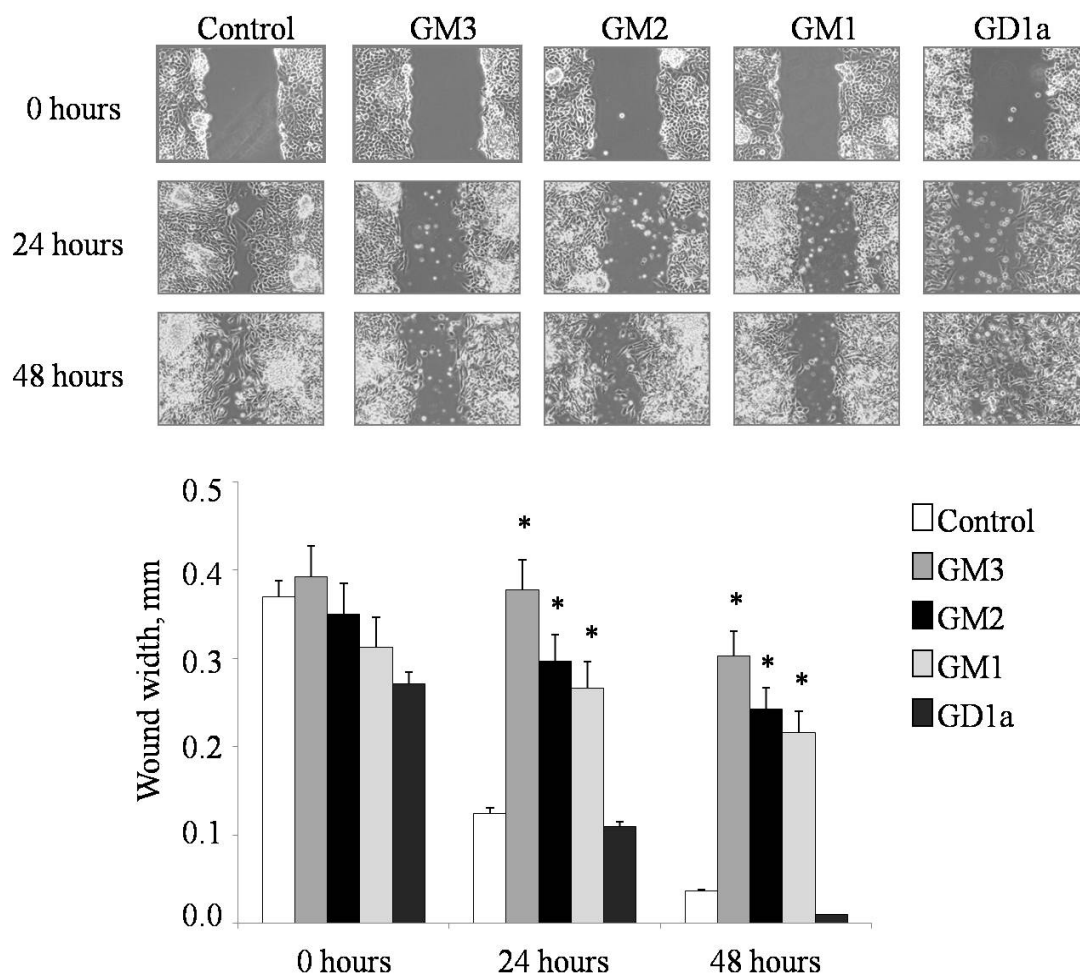 Control GM3 GM2 GM1 GD1a
0 hours
24 hours
48 hours
Wound width, mm
0.5
0.4
0.3
0.2
0.1
0.0
* * *
* * *
0 hours 24 hours 48 hours
Control
GM3
GM2
GM1
GD1a